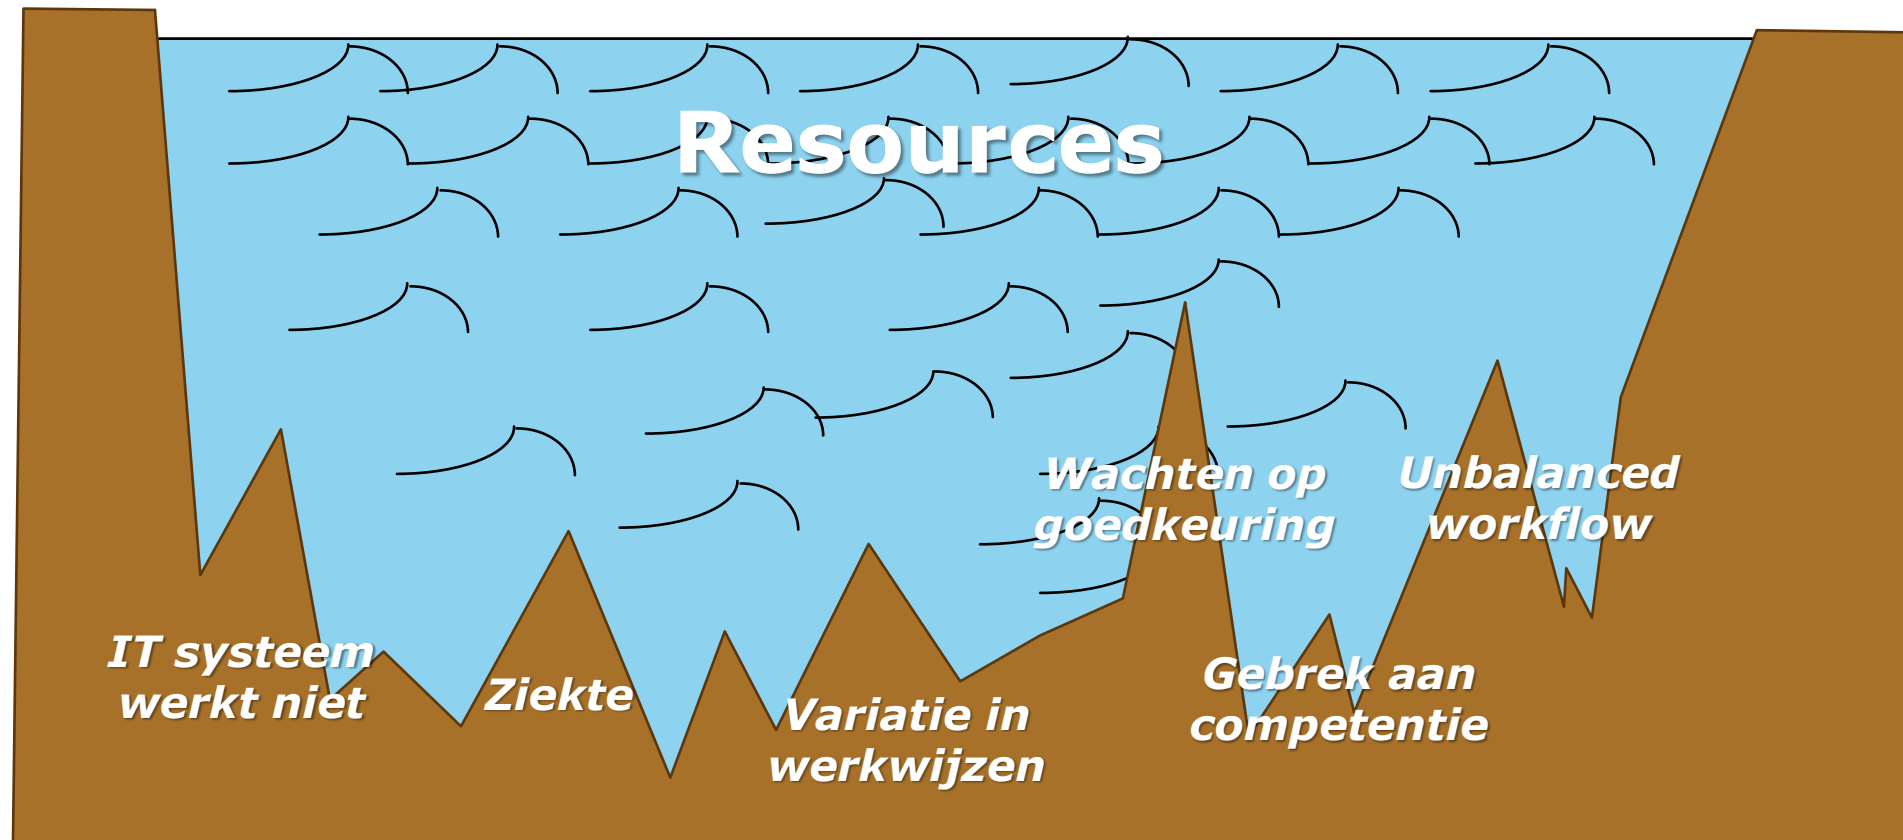 Resources
Wachten op
goedkeuring
Unbalanced
workflow
IT systeem
werkt niet
Ziekte
Variatie in
werkwijzen
Gebrek aan
competentie